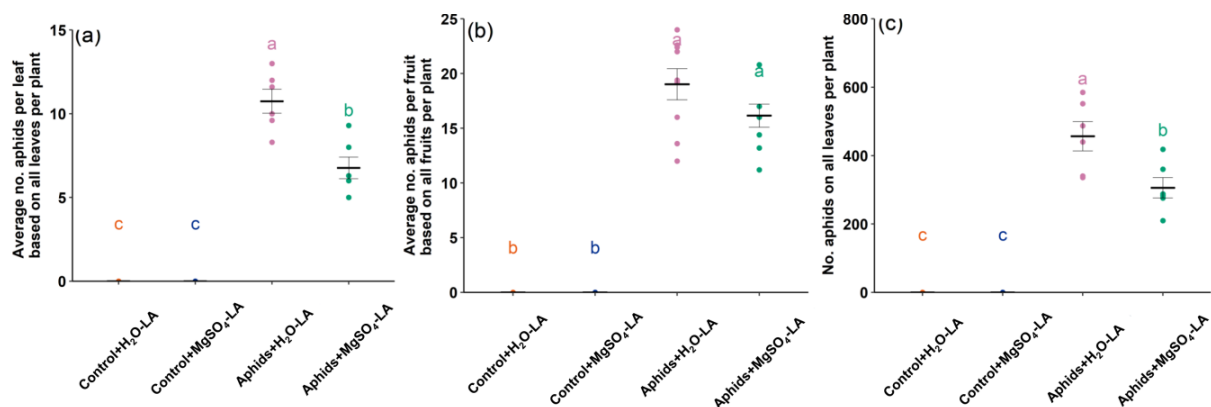 (a)
Average no. aphids per leaf
based on all leaves per plant
15
10
5
0
a
b
c
c
Control+H₂O-LA
Control+MgSO₄-LA
Aphids+H₂O-LA
Aphids+MgSO₄-LA
(b)
Average no. aphids per fruit
based on all fruits per plant
25
20
15
10
5
0
a
a
b
b
Control+H₂O-LA
Control+MgSO₄-LA
Aphids+H₂O-LA
Aphids+MgSO₄-LA
(c)
No. aphids on all leaves per plant
800
600
400
200
0
a
b
c
c
Control+H₂O-LA
Control+MgSO₄-LA
Aphids+H₂O-LA
Aphids+MgSO₄-LA